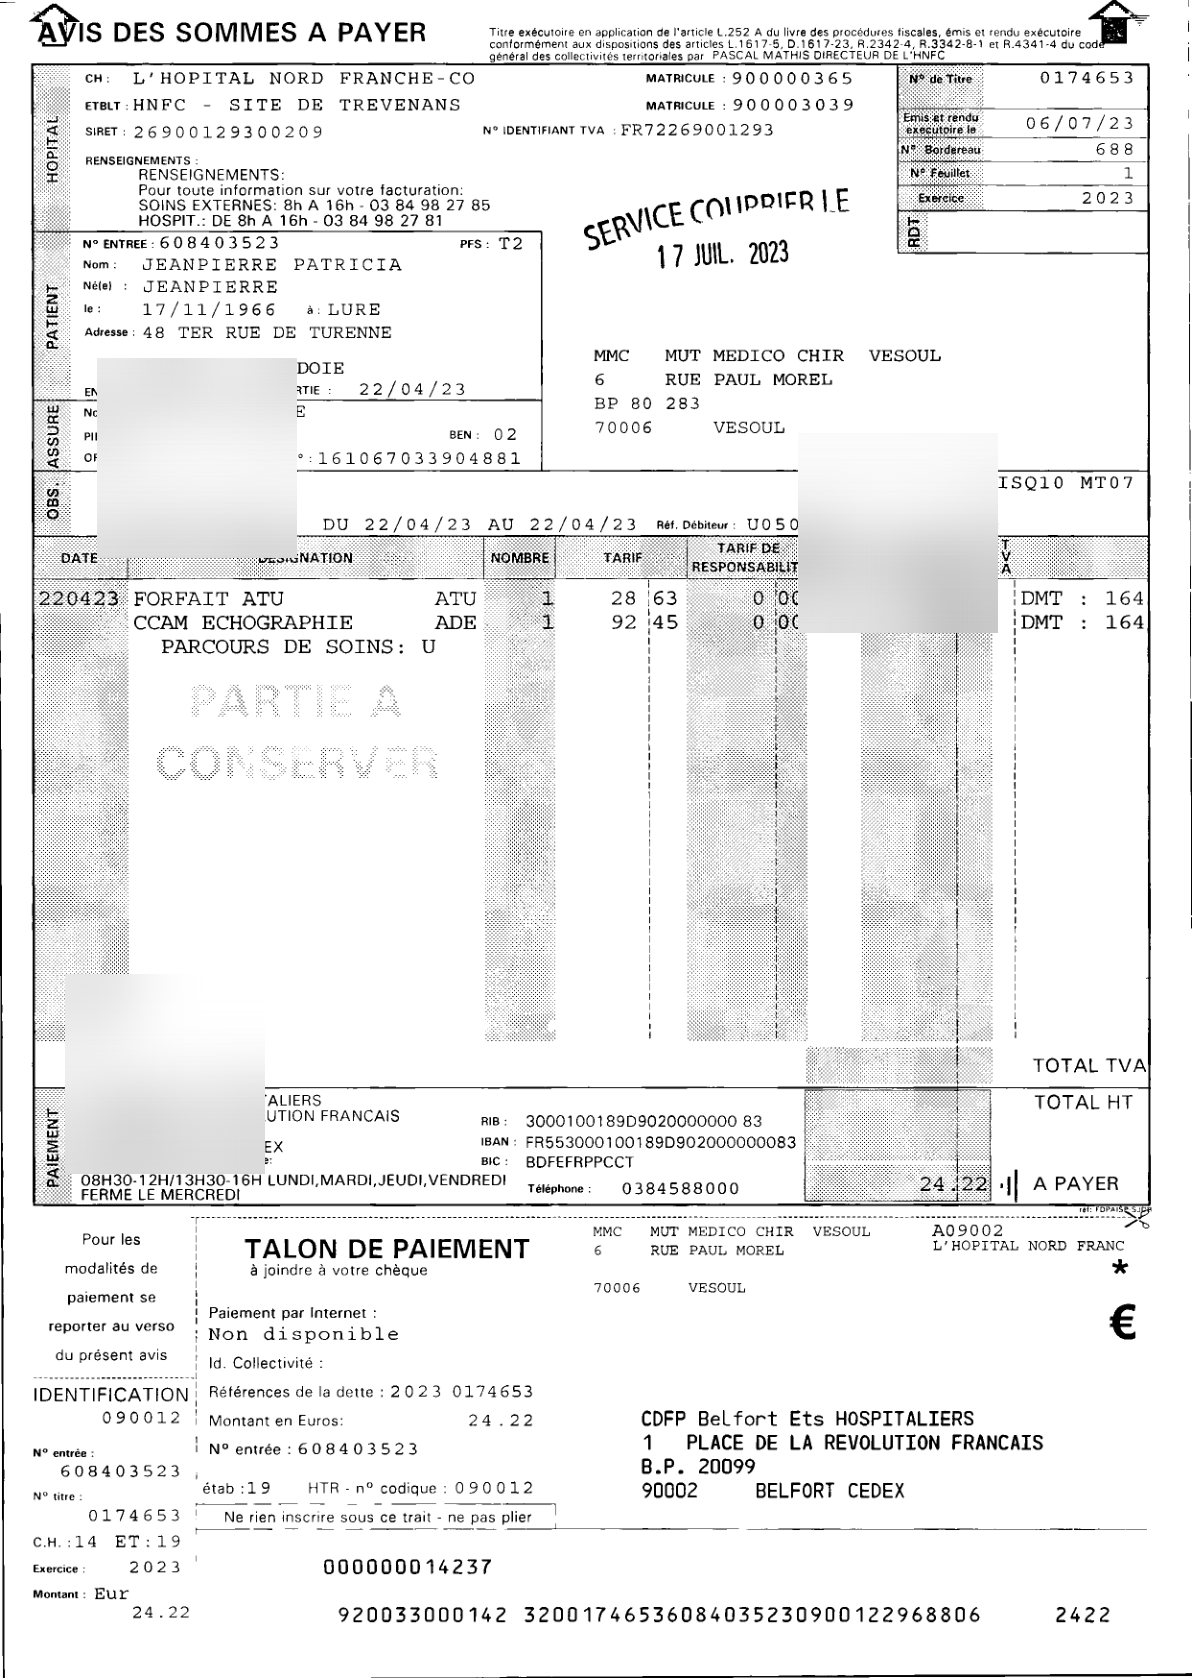 AVIS DES SOMMES A PAYER
Titre exécutoire en application de l'article L.252 A du livre des procédures fiscales, émis et rendu exécutoire
conformément aux dispositions des articles L.1617-5, D.1617-23, R.2342-4, R.3342-8-1 et R.4341-4 du code
général des collectivités territoriales par PASCAL MATHIS DIRECTEUR DE L'HNFC
HOPITAL
CH : L'HOPITAL NORD FRANCHE-CO MATRICULE : 900000365
ETBLT : HNFC - SITE DE TREVENANS MATRICULE : 900003039
SIRET : 26900129300209 N° IDENTIFIANT TVA : FR72269001293
RENSEIGNEMENTS :
RENSEIGNEMENTS:
Pour toute information sur votre facturation:
SOINS EXTERNES: 8h A 16h - 03 84 98 27 85
HOSPIT.: DE 8h A 16h - 03 84 98 27 81
N° de Titre 0174653
Emis et rendu exécutoire le 06/07/23
N° Bordereau 688
N° Feuillet 1
Exercice 2023
RDT
SERVICE COURRIER LE
17 JUIL. 2023
PATIENT
N° ENTREE : 608403523 PFS : T2
Nom : JEANPIERRE PATRICIA
Né(e) : JEANPIERRE
le : 17/11/1966 à : LURE
Adresse : 48 TER RUE DE TURENNE
DOIE
EN RTIE : 22/04/23
MMC MUT MEDICO CHIR VESOUL
6 RUE PAUL MOREL
BP 80 283
70006 VESOUL
ASSURE
No E
PII BEN : 02
OF ° : 161067033904881
OBS.
ISQ10 MT07
DU 22/04/23 AU 22/04/23 Réf. Débiteur : U050
DATE DESIGNATION NOMBRE TARIF TARIF DE RESPONSABILIT TVA
220423 FORFAIT ATU ATU 1 28 63 0 00 DMT : 164
CCAM ECHOGRAPHIE ADE 1 92 45 0 00 DMT : 164
PARCOURS DE SOINS: U
PARTIE A
CONSERVER
TOTAL TVA
PAIEMENT
TALIERS
UTION FRANCAIS
EX
e:
08H30-12H/13H30-16H LUNDI,MARDI,JEUDI,VENDREDI
FERME LE MERCREDI
RIB : 3000100189D9020000000 83
IBAN : FR553000100189D902000000083
BIC : BDFEFRPPCCT
Téléphone : 0384588000
TOTAL HT
24.22 A PAYER
réf: FDPAISE.SJDR
Pour les
modalités de
paiement se
reporter au verso
du présent avis
TALON DE PAIEMENT
à joindre à votre chèque
MMC MUT MEDICO CHIR VESOUL
6 RUE PAUL MOREL
70006 VESOUL
A09002
L'HOPITAL NORD FRANC
*
€
Paiement par Internet :
Non disponible
Id. Collectivité :
Références de la dette : 2023 0174653
Montant en Euros: 24.22
N° entrée : 608403523
étab :19 HTR - n° codique : 090012
Ne rien inscrire sous ce trait - ne pas plier
IDENTIFICATION
090012
N° entrée :
608403523
N° titre :
0174653
C.H. :14 ET :19
Exercice : 2023
Montant : Eur
24.22
CDFP BeLfort Ets HOSPITALIERS
1 PLACE DE LA REVOLUTION FRANCAIS
B.P. 20099
90002 BELFORT CEDEX
000000014237
920033000142 32001746536084035230900122968806 2422